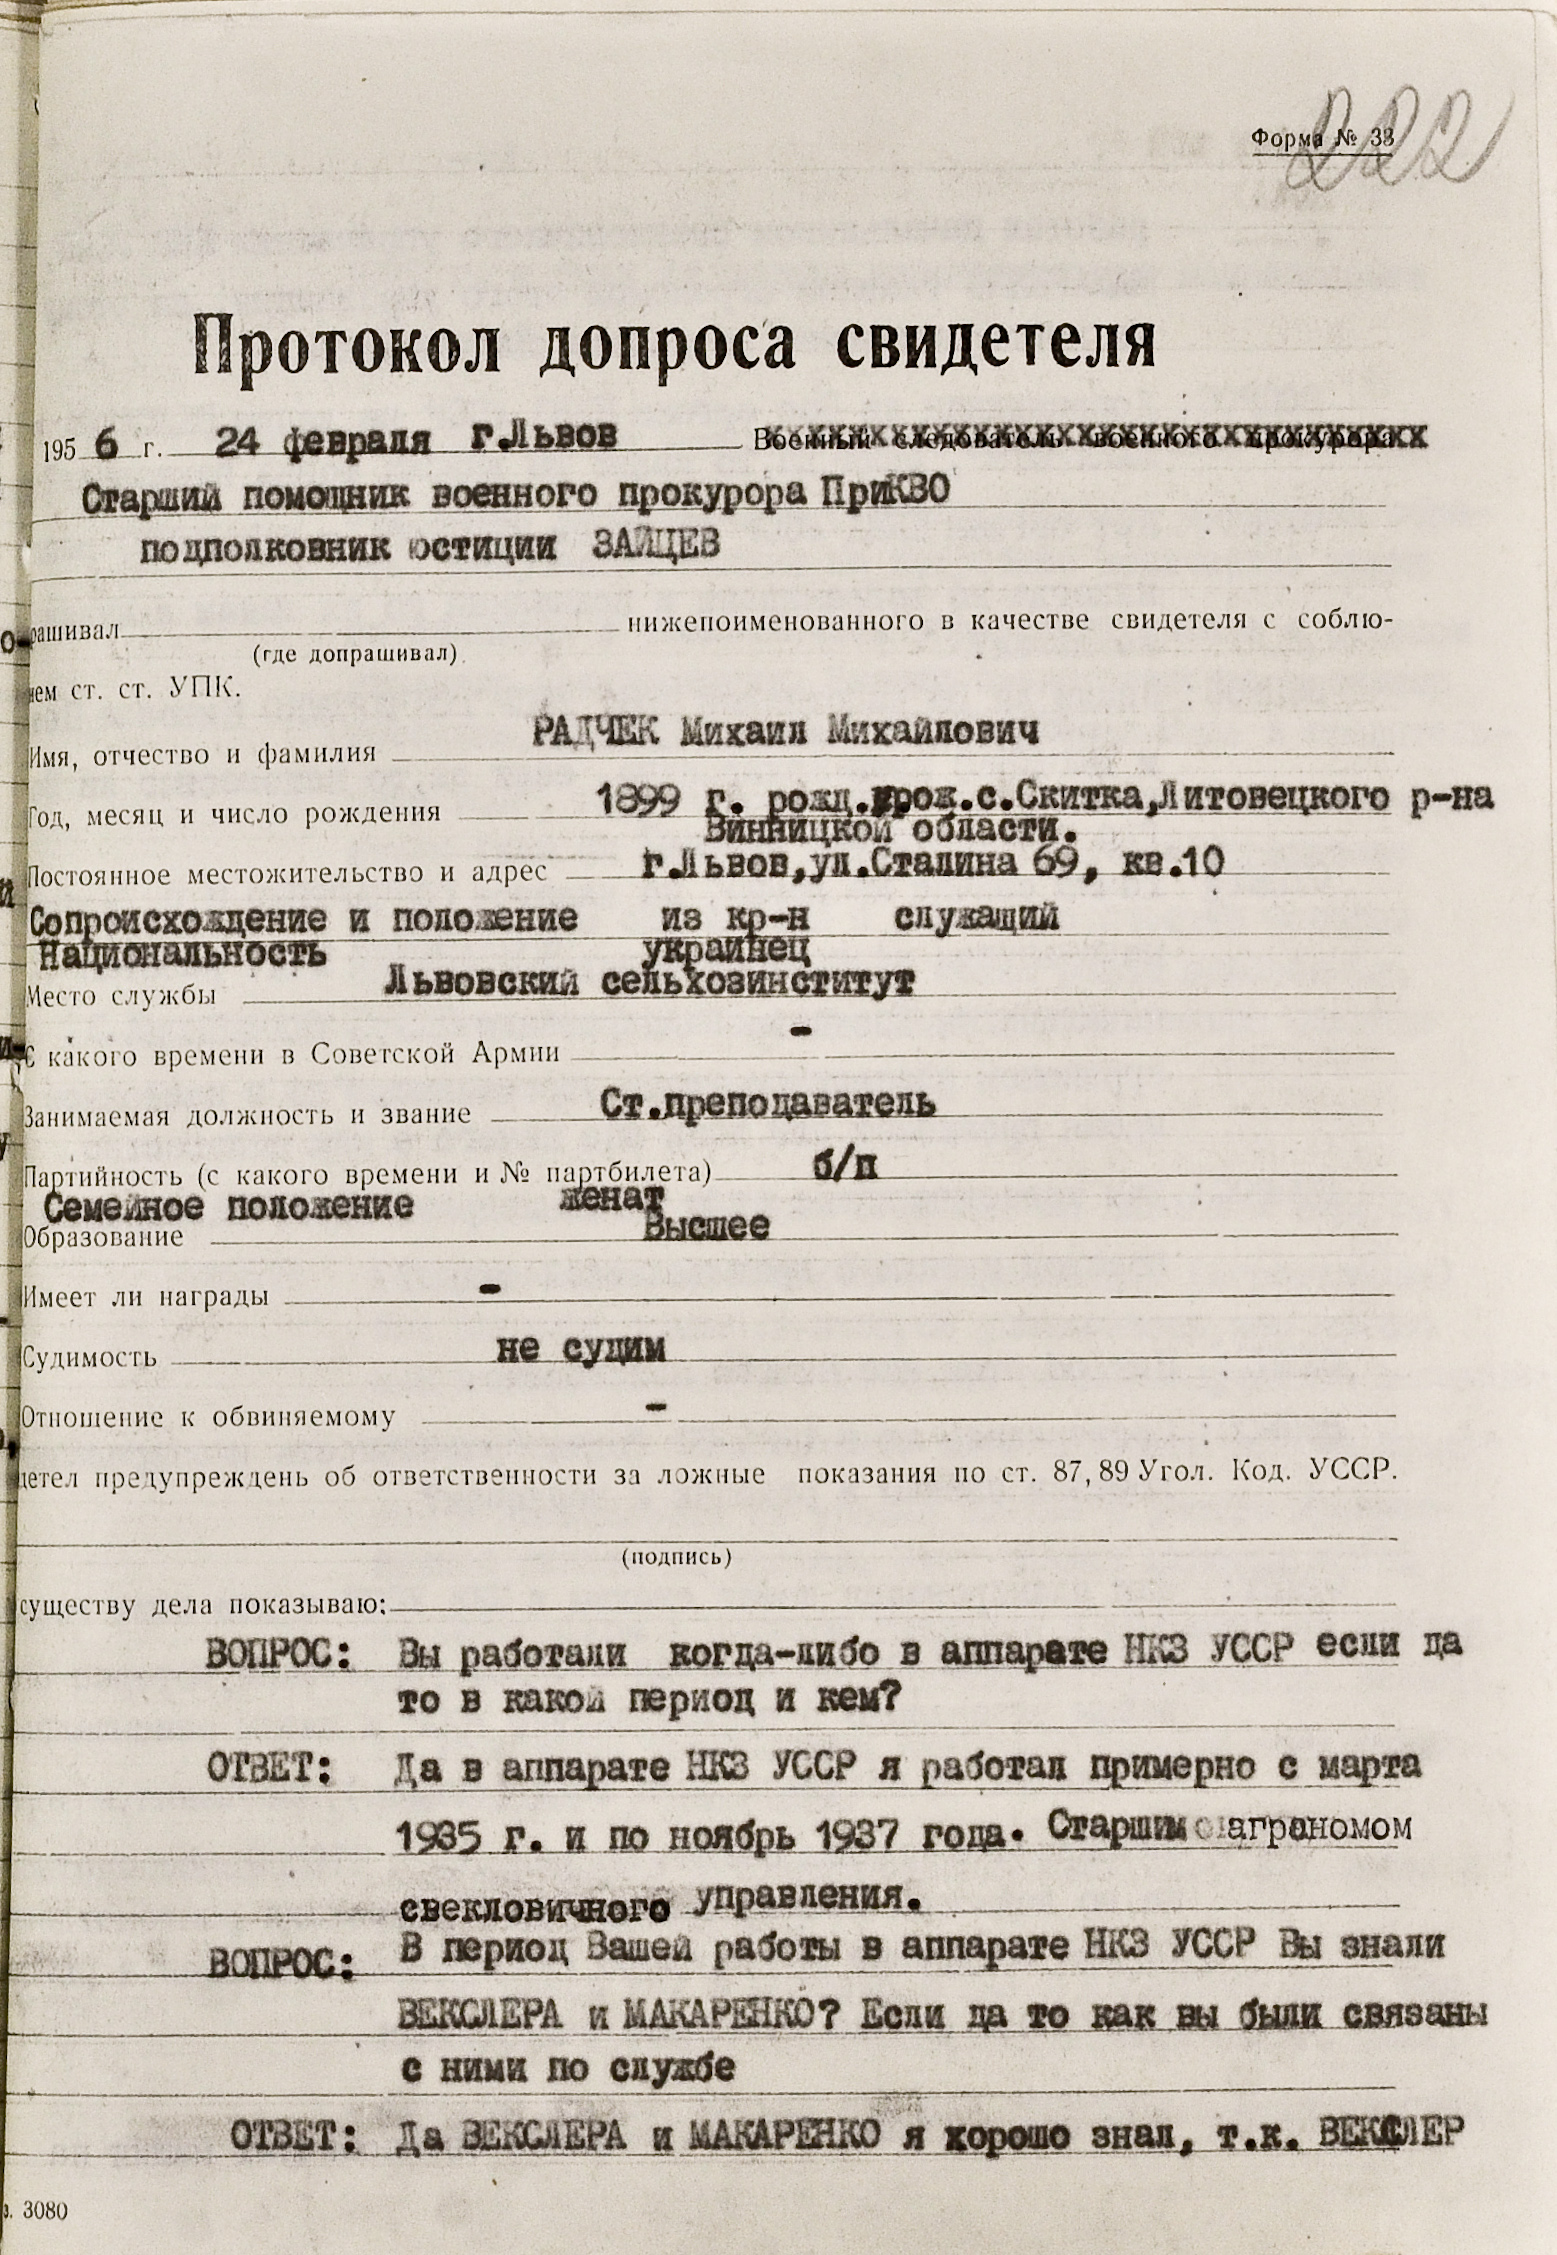 222
Форма № 33
Протокол допроса свидетеля
1956 г. 24 февраля г.Львов Военный следователь военного прокурора
Старший помощник военного прокурора ПриКВО
подполковник юстиции ЗАЙЦЕВ
рашивал нижепоименованного в качестве свидетеля с соблю-
(где допрашивал)
ем ст. ст. УПК.
Имя, отчество и фамилия РАДЧЕК Михаил Михайлович
Год, месяц и число рождения 1899 г. рожд.урож.с.Скитка,Литовецкого р-на
Винницкой области.
Постоянное местожительство и адрес г.Львов,ул.Сталина 69, кв.10
Сопроисхождение и положение из кр-н служащий
Национальность украинец
Место службы Львовский сельхозинститут
С какого времени в Советской Армии -
Занимаемая должность и звание Ст.преподаватель
Партийность (с какого времени и № партбилета) б/п
Семейное положение женат
Образование Высшее
Имеет ли награды -
Судимость не судим
Отношение к обвиняемому -
детел предупреждень об ответственности за ложные показания по ст. 87, 89 Угол. Код. УССР.
(подпись)
существу дела показываю:
ВОПРОС: Вы работали когда-либо в аппарате НКЗ УССР если да
то в какой период и кем?
ОТВЕТ: Да в аппарате НКЗ УССР я работал примерно с марта
1935 г. и по ноябрь 1937 года. Старшим аграномом
свекловичного управления.
ВОПРОС: В период Вашей работы в аппарате НКЗ УССР Вы знали
ВЕКСЛЕРА и МАКАРЕНКО? Если да то как вы были связаны
с ними по службе
ОТВЕТ: Да ВЕКСЛЕРА и МАКАРЕНКО я хорошо знал, т.к. ВЕКСЛЕР
з. 3080